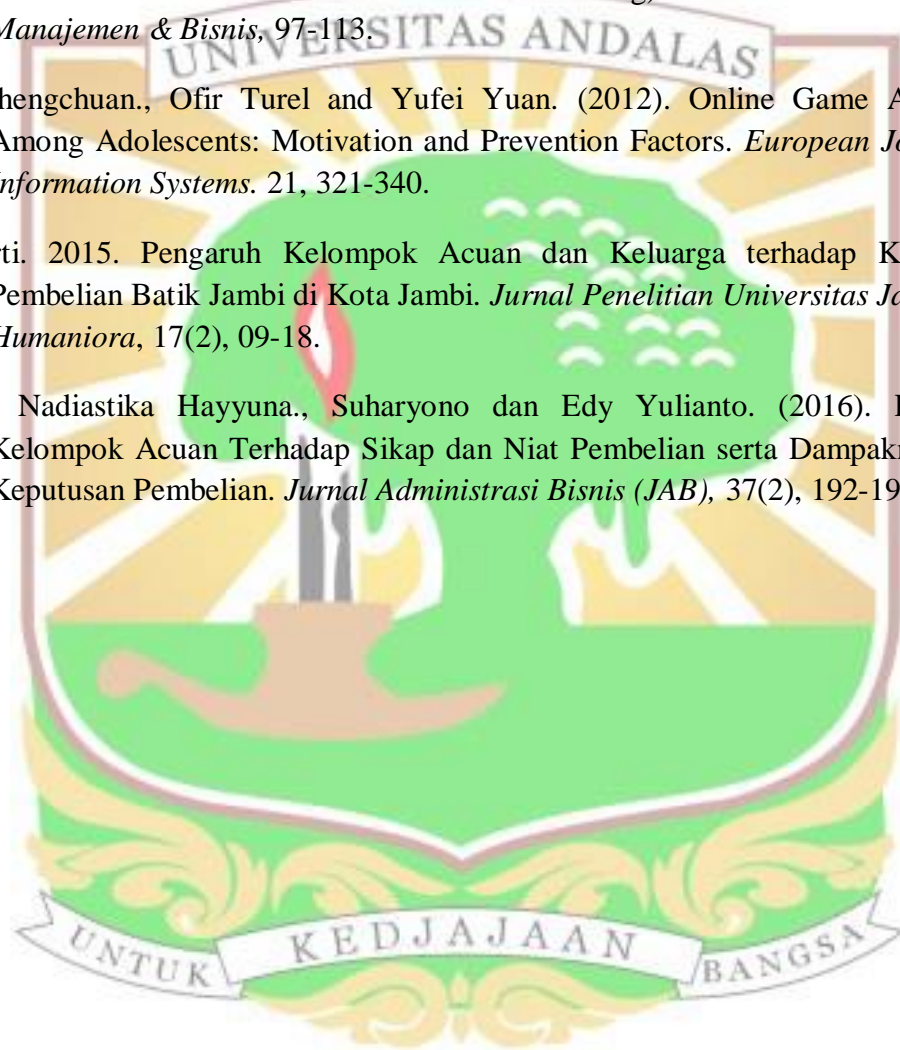 Manajemen & Bisnis, 97-113.
UNIVERSITAS ANDALAS
hengchuan., Ofir Turel and Yufei Yuan. (2012). Online Game A
Among Adolescents: Motivation and Prevention Factors. European Jo
Information Systems. 21, 321-340.
rti. 2015. Pengaruh Kelompok Acuan dan Keluarga terhadap K
Pembelian Batik Jambi di Kota Jambi. Jurnal Penelitian Universitas Ja
Humaniora, 17(2), 09-18.
Nadiastika Hayyuna., Suharyono dan Edy Yulianto. (2016). 
Kelompok Acuan Terhadap Sikap dan Niat Pembelian serta Dampakn
Keputusan Pembelian. Jurnal Administrasi Bisnis (JAB), 37(2), 192-19
UNTUK KEDJAJAAN BANGSA